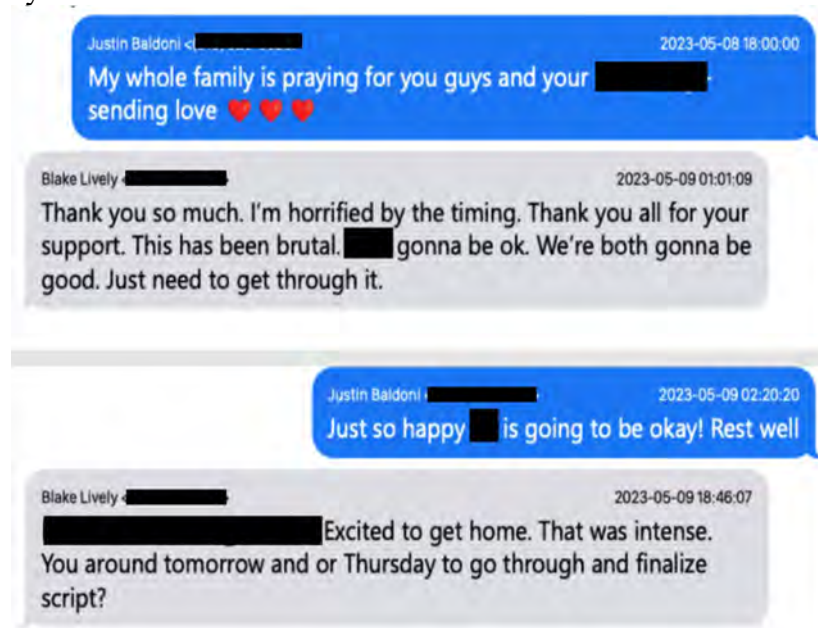 Justin Baldoni <
2023-05-08 18:00:00
My whole family is praying for you guys and your
sending love ❤️ ❤️ ❤️
Blake Lively <
2023-05-09 01:01:09
Thank you so much. I'm horrified by the timing. Thank you all for your
support. This has been brutal. gonna be ok. We're both gonna be
good. Just need to get through it.
Justin Baldoni
2023-05-09 02:20:20
Just so happy is going to be okay! Rest well
Blake Lively <
2023-05-09 18:46:07
Excited to get home. That was intense.
You around tomorrow and or Thursday to go through and finalize
script?